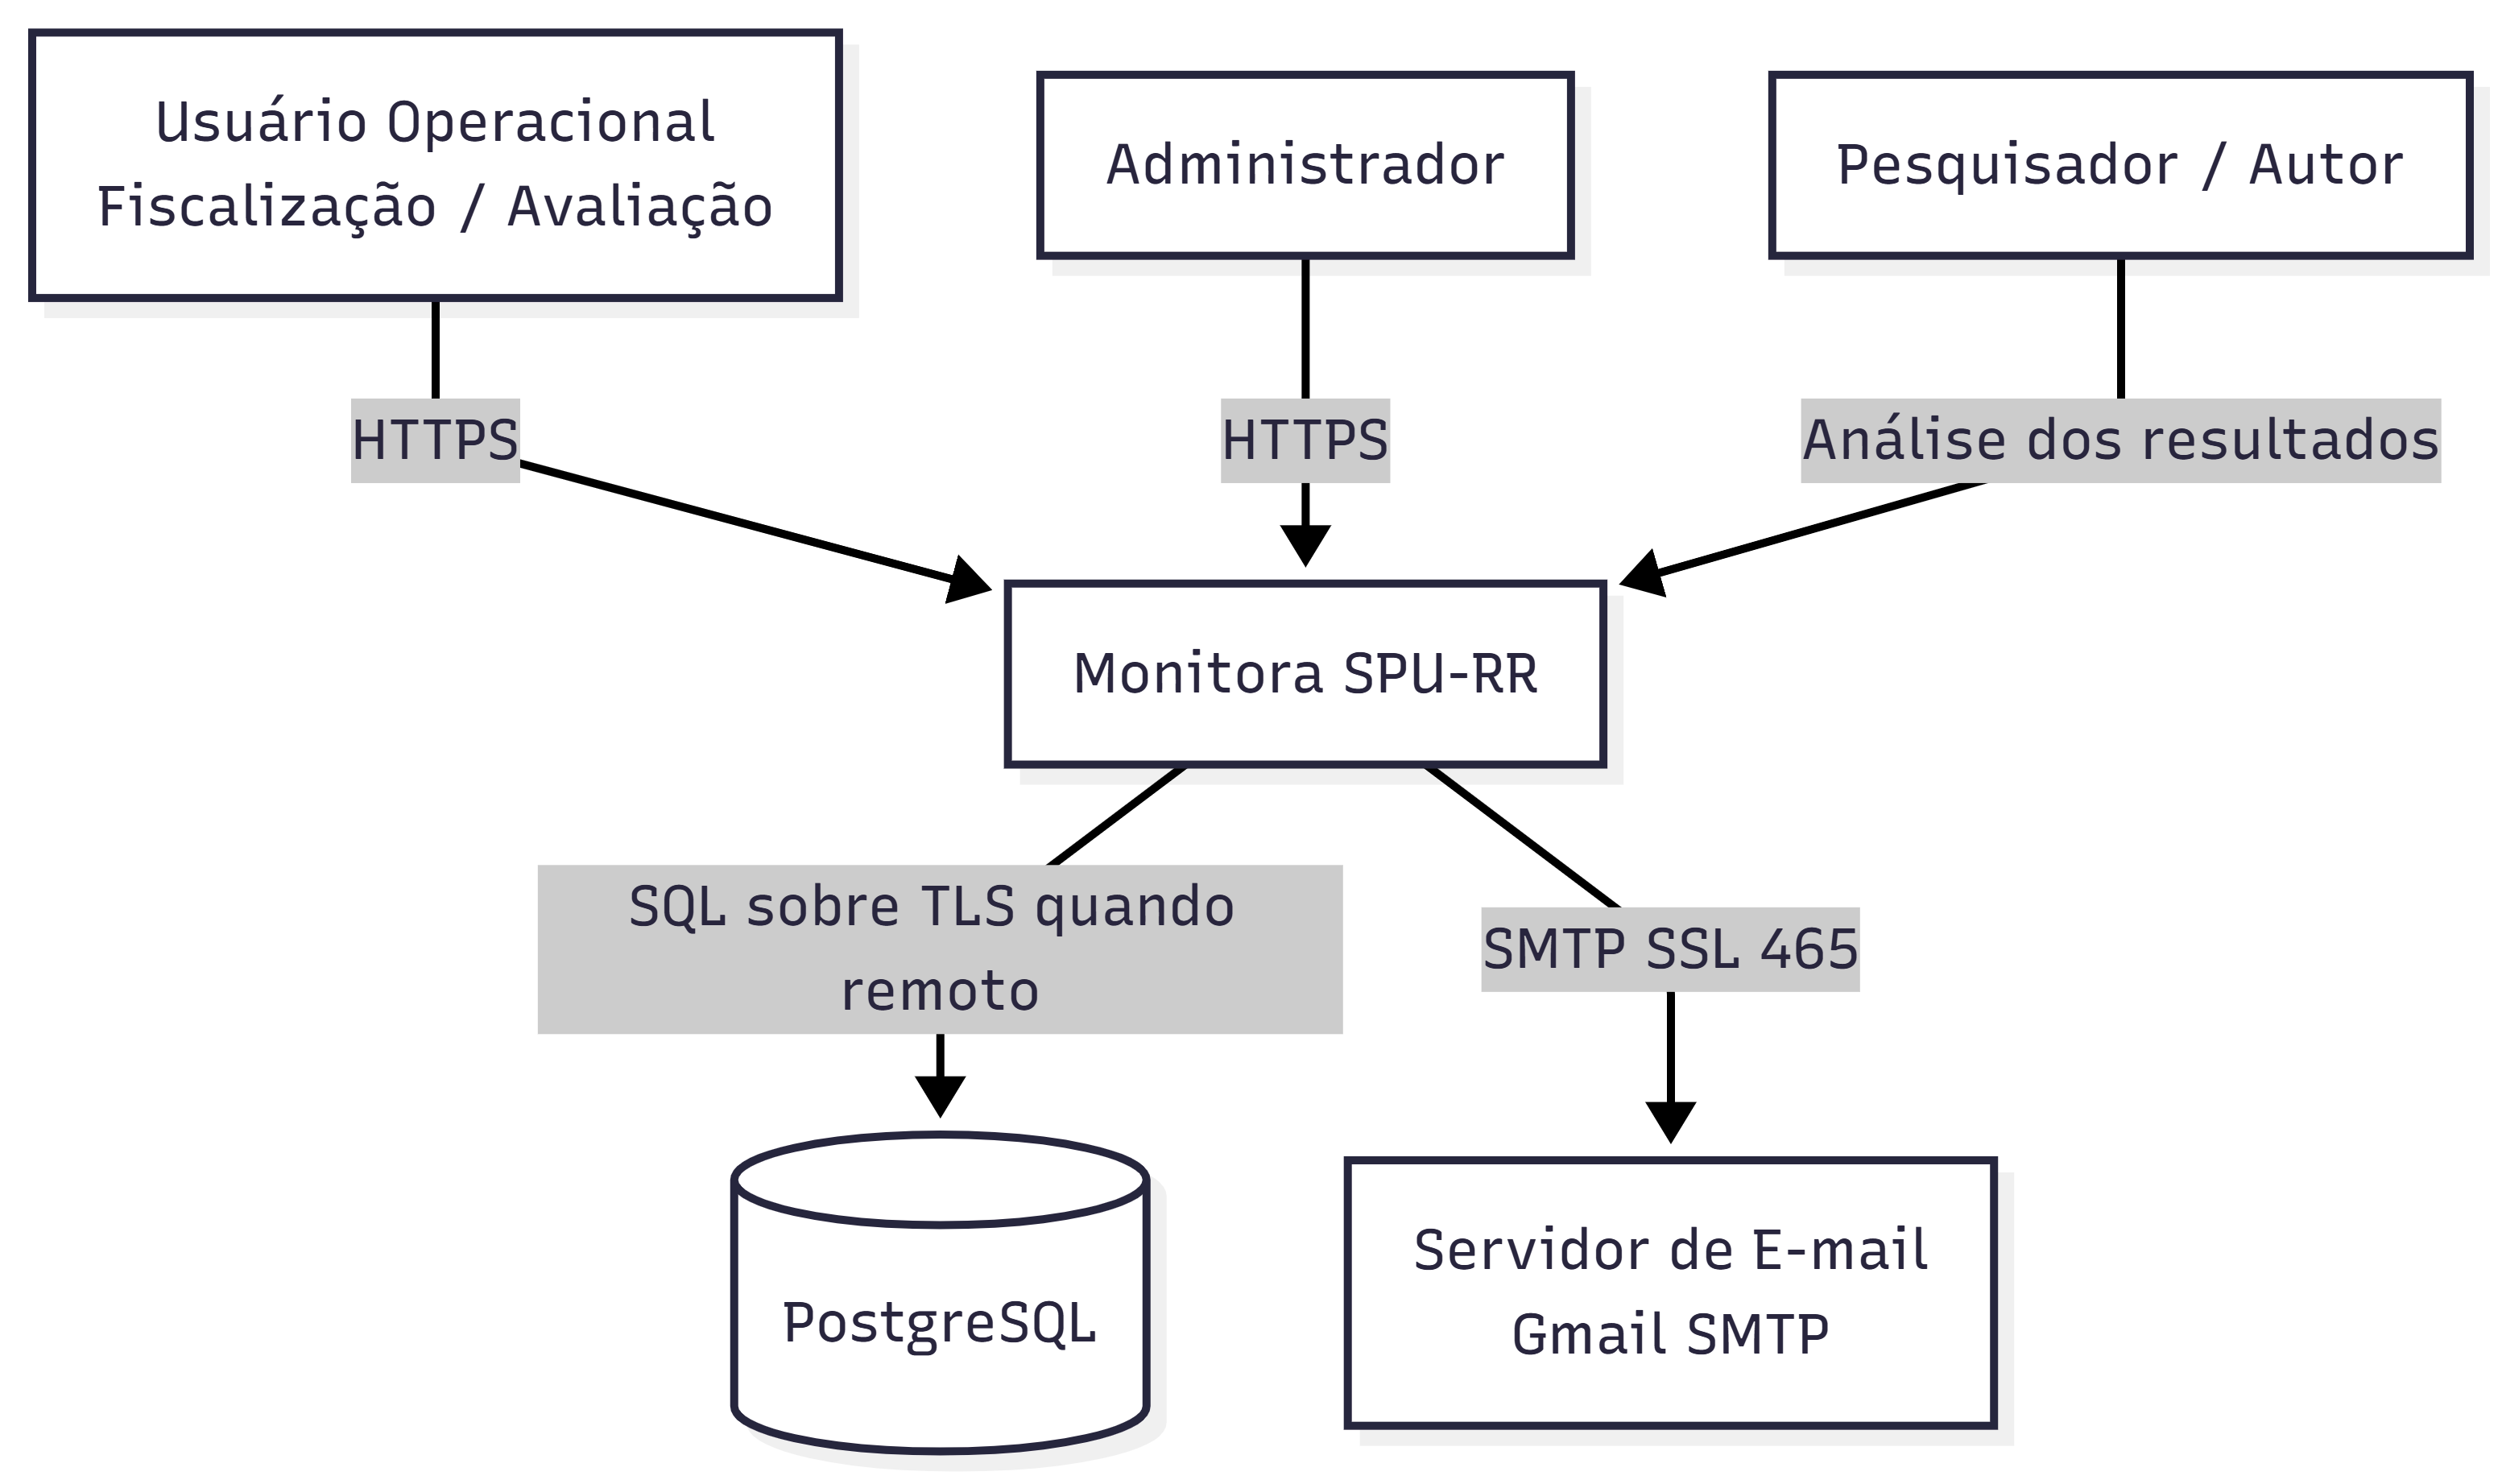 Usuário Operacional
Fiscalização / Avaliação
Administrador
Pesquisador / Autor
HTTPS
HTTPS
Análise dos resultados
Monitora SPU-RR
SQL sobre TLS quando
remoto
SMTP SSL 465
PostgreSQL
Servidor de E-mail
Gmail SMTP